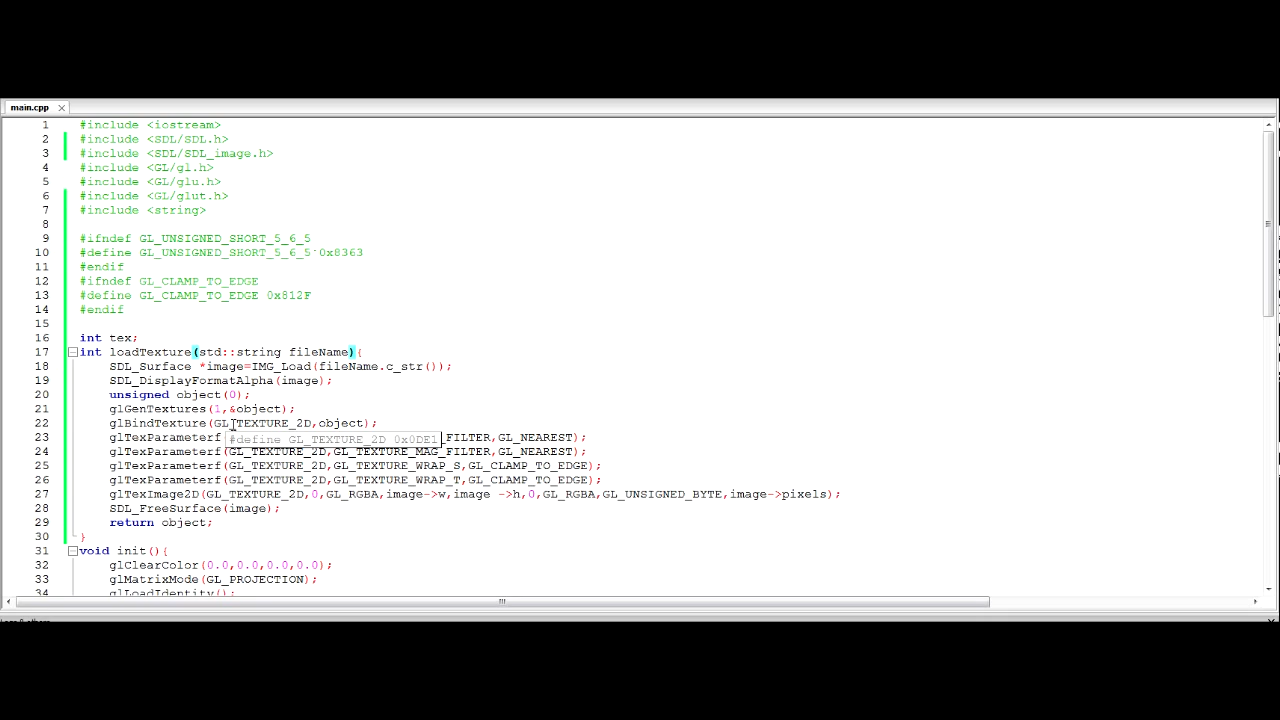 main.cpp
1 #include <iostream>
2 #include <SDL/SDL.h>
3 #include <SDL/SDL_image.h>
4 #include <GL/gl.h>
5 #include <GL/glu.h>
6 #include <GL/glut.h>
7 #include <string>
8
9 #ifndef GL_UNSIGNED_SHORT_5_6_5
10 #define GL_UNSIGNED_SHORT_5_6_5 0x8363
11 #endif
12 #ifndef GL_CLAMP_TO_EDGE
13 #define GL_CLAMP_TO_EDGE 0x812F
14 #endif
15
16 int tex;
17 int loadTexture(std::string fileName){
18 SDL_Surface *image=IMG_Load(fileName.c_str());
19 SDL_DisplayFormatAlpha(image);
20 unsigned object(0);
21 glGenTextures(1,&object);
22 glBindTexture(GL_TEXTURE_2D,object);
23 glTexParameterf( #define GL_TEXTURE_2D 0x0DE1 _FILTER,GL_NEAREST);
24 glTexParameterf(GL_TEXTURE_2D,GL_TEXTURE_MAG_FILTER,GL_NEAREST);
25 glTexParameterf(GL_TEXTURE_2D,GL_TEXTURE_WRAP_S,GL_CLAMP_TO_EDGE);
26 glTexParameterf(GL_TEXTURE_2D,GL_TEXTURE_WRAP_T,GL_CLAMP_TO_EDGE);
27 glTexImage2D(GL_TEXTURE_2D,0,GL_RGBA,image->w,image ->h,0,GL_RGBA,GL_UNSIGNED_BYTE,image->pixels);
28 SDL_FreeSurface(image);
29 return object;
30 }
31 void init(){
32 glClearColor(0.0,0.0,0.0,0.0);
33 glMatrixMode(GL_PROJECTION);
34 glLoadIdentity();